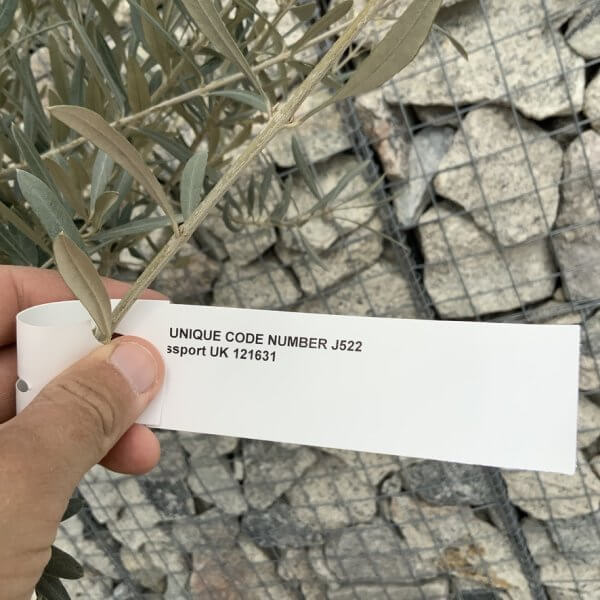 UNIQUE CODE NUMBER J522
ssport UK 121631